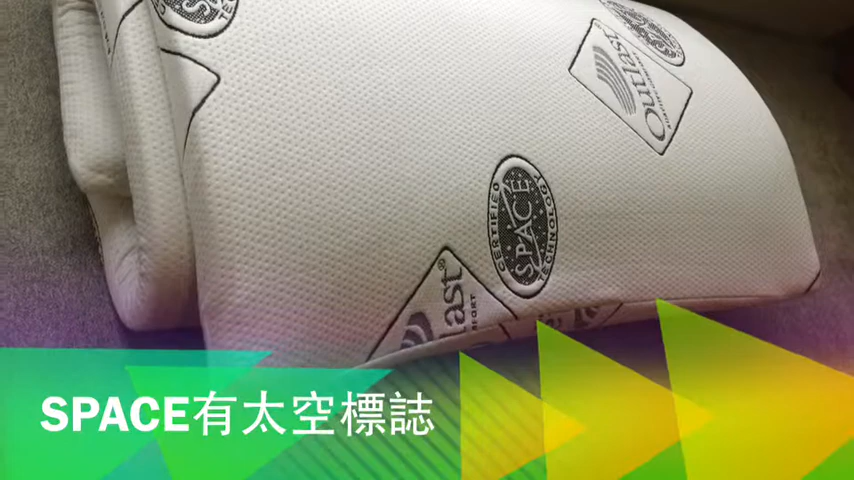 Outlast®
CERTIFIED
SPACE
TECHNOLOGY
last®
SPACE有太空標誌